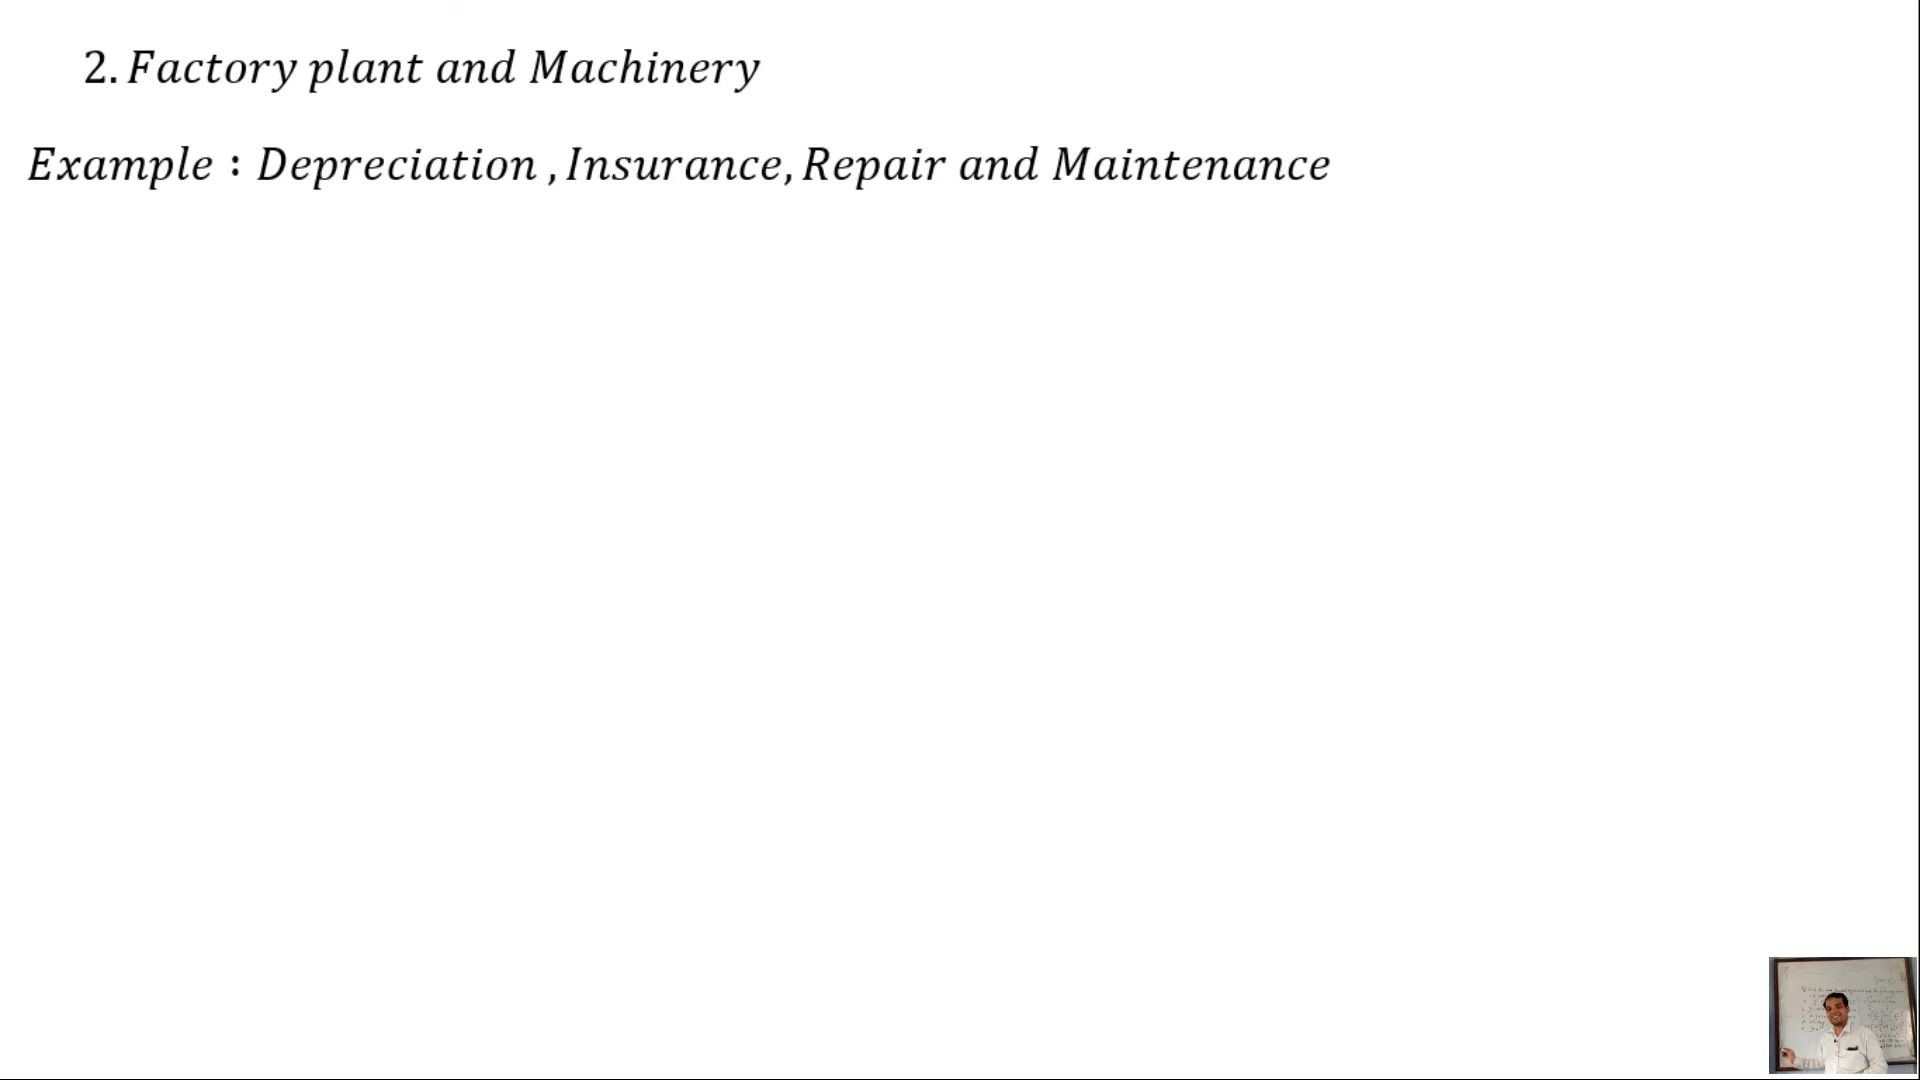 2. Factory plant and Machinery
Example : Depreciation , Insurance, Repair and Maintenance